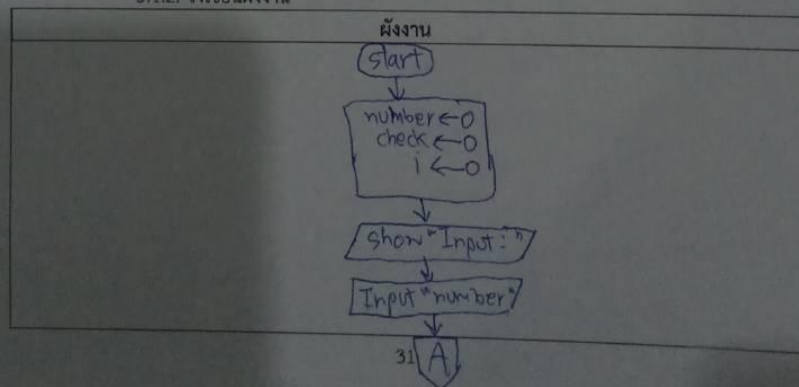 ผังงาน
start
number ← 0
check ← 0
i ← 0
show "Input:"
Input "number"
31 A